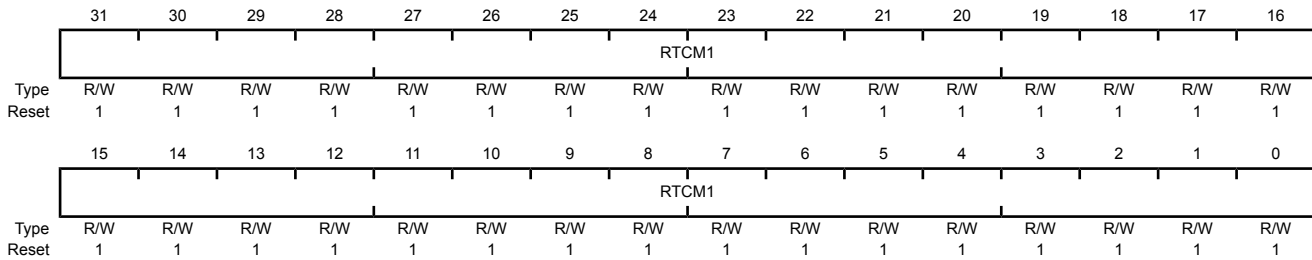 31 30 29 28 27 26 25 24 23 22 21 20 19 18 17 16
RTCM1
Type R/W R/W R/W R/W R/W R/W R/W R/W R/W R/W R/W R/W R/W R/W R/W R/W
Reset 1 1 1 1 1 1 1 1 1 1 1 1 1 1 1 1
15 14 13 12 11 10 9 8 7 6 5 4 3 2 1 0
RTCM1
Type R/W R/W R/W R/W R/W R/W R/W R/W R/W R/W R/W R/W R/W R/W R/W R/W
Reset 1 1 1 1 1 1 1 1 1 1 1 1 1 1 1 1